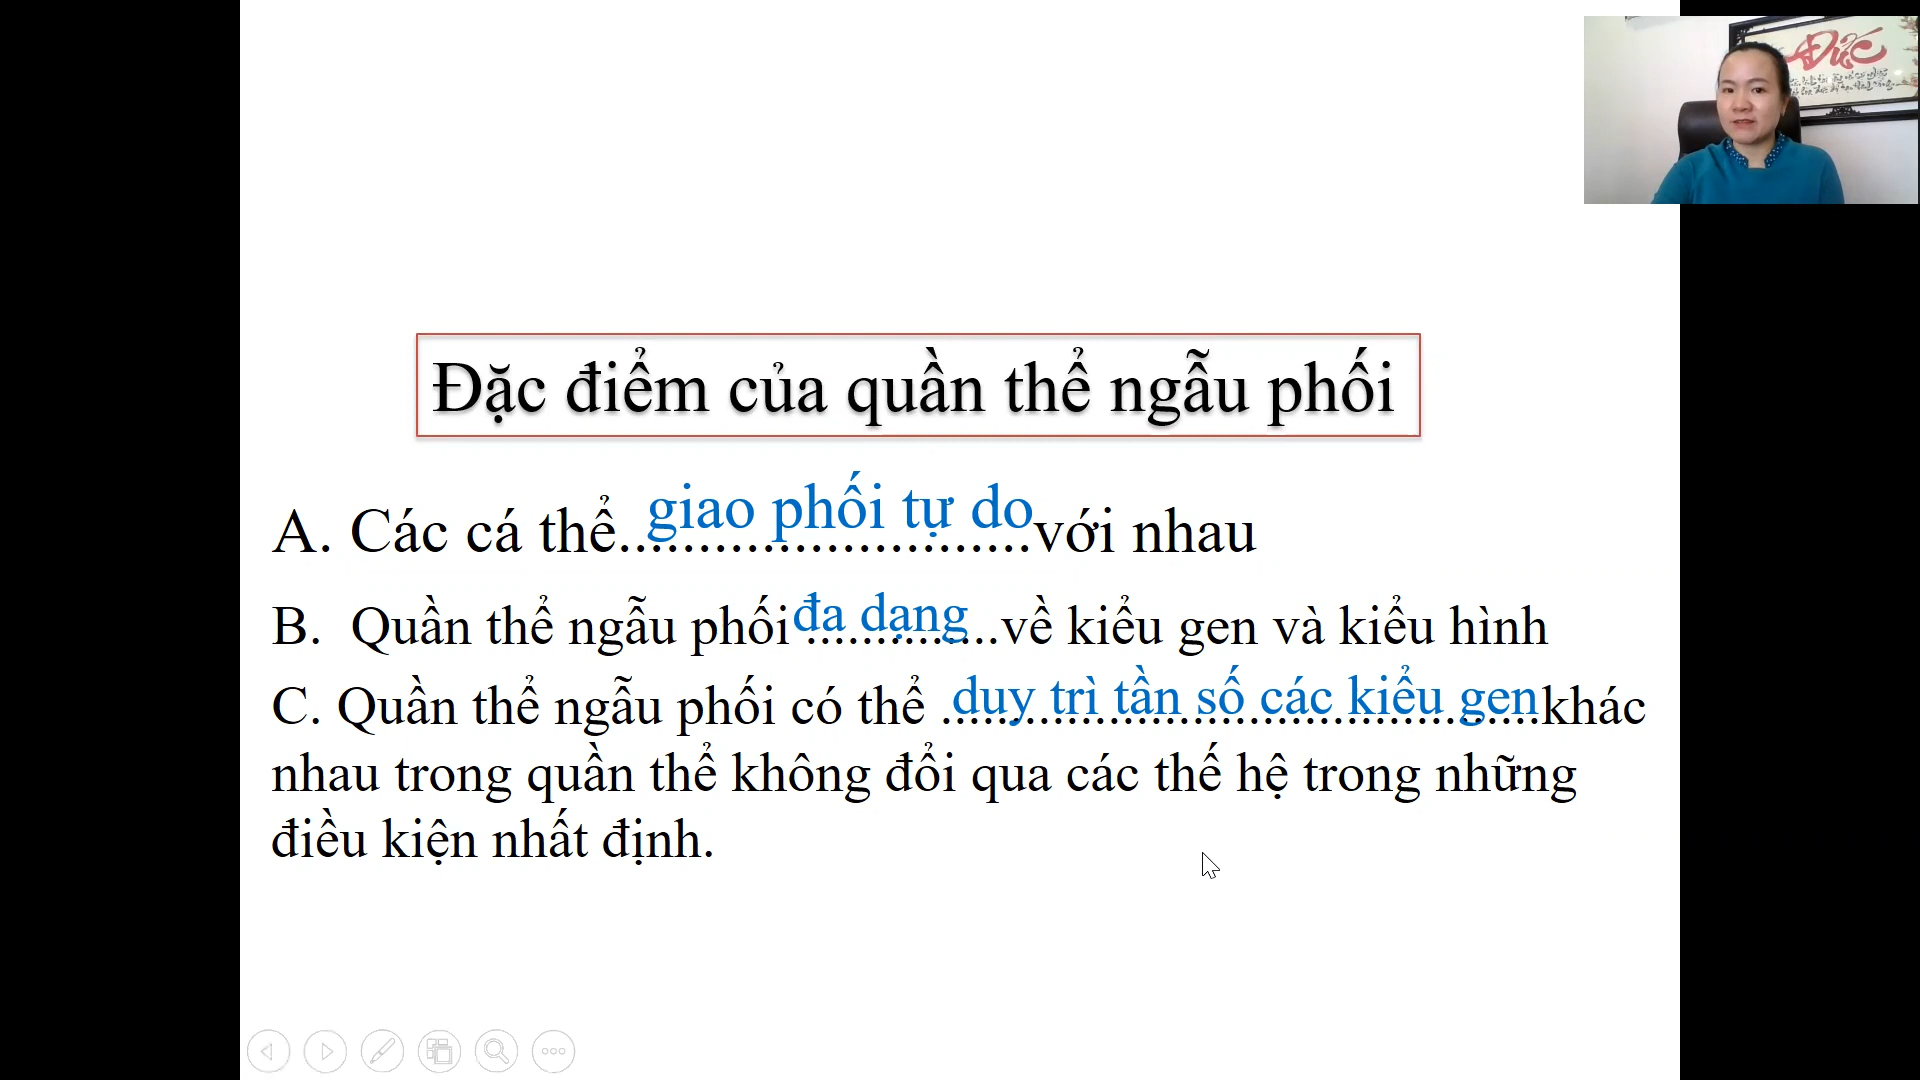 Đức
Đặc điểm của quần thể ngẫu phối
A. Các cá thể..........................với nhau
giao phối tự do
B. Quần thể ngẫu phối ..............về kiểu gen và kiểu hình
đa dạng
C. Quần thể ngẫu phối có thể ...........................................khác
duy trì tần số các kiểu gen
nhau trong quần thể không đổi qua các thế hệ trong những
điều kiện nhất định.